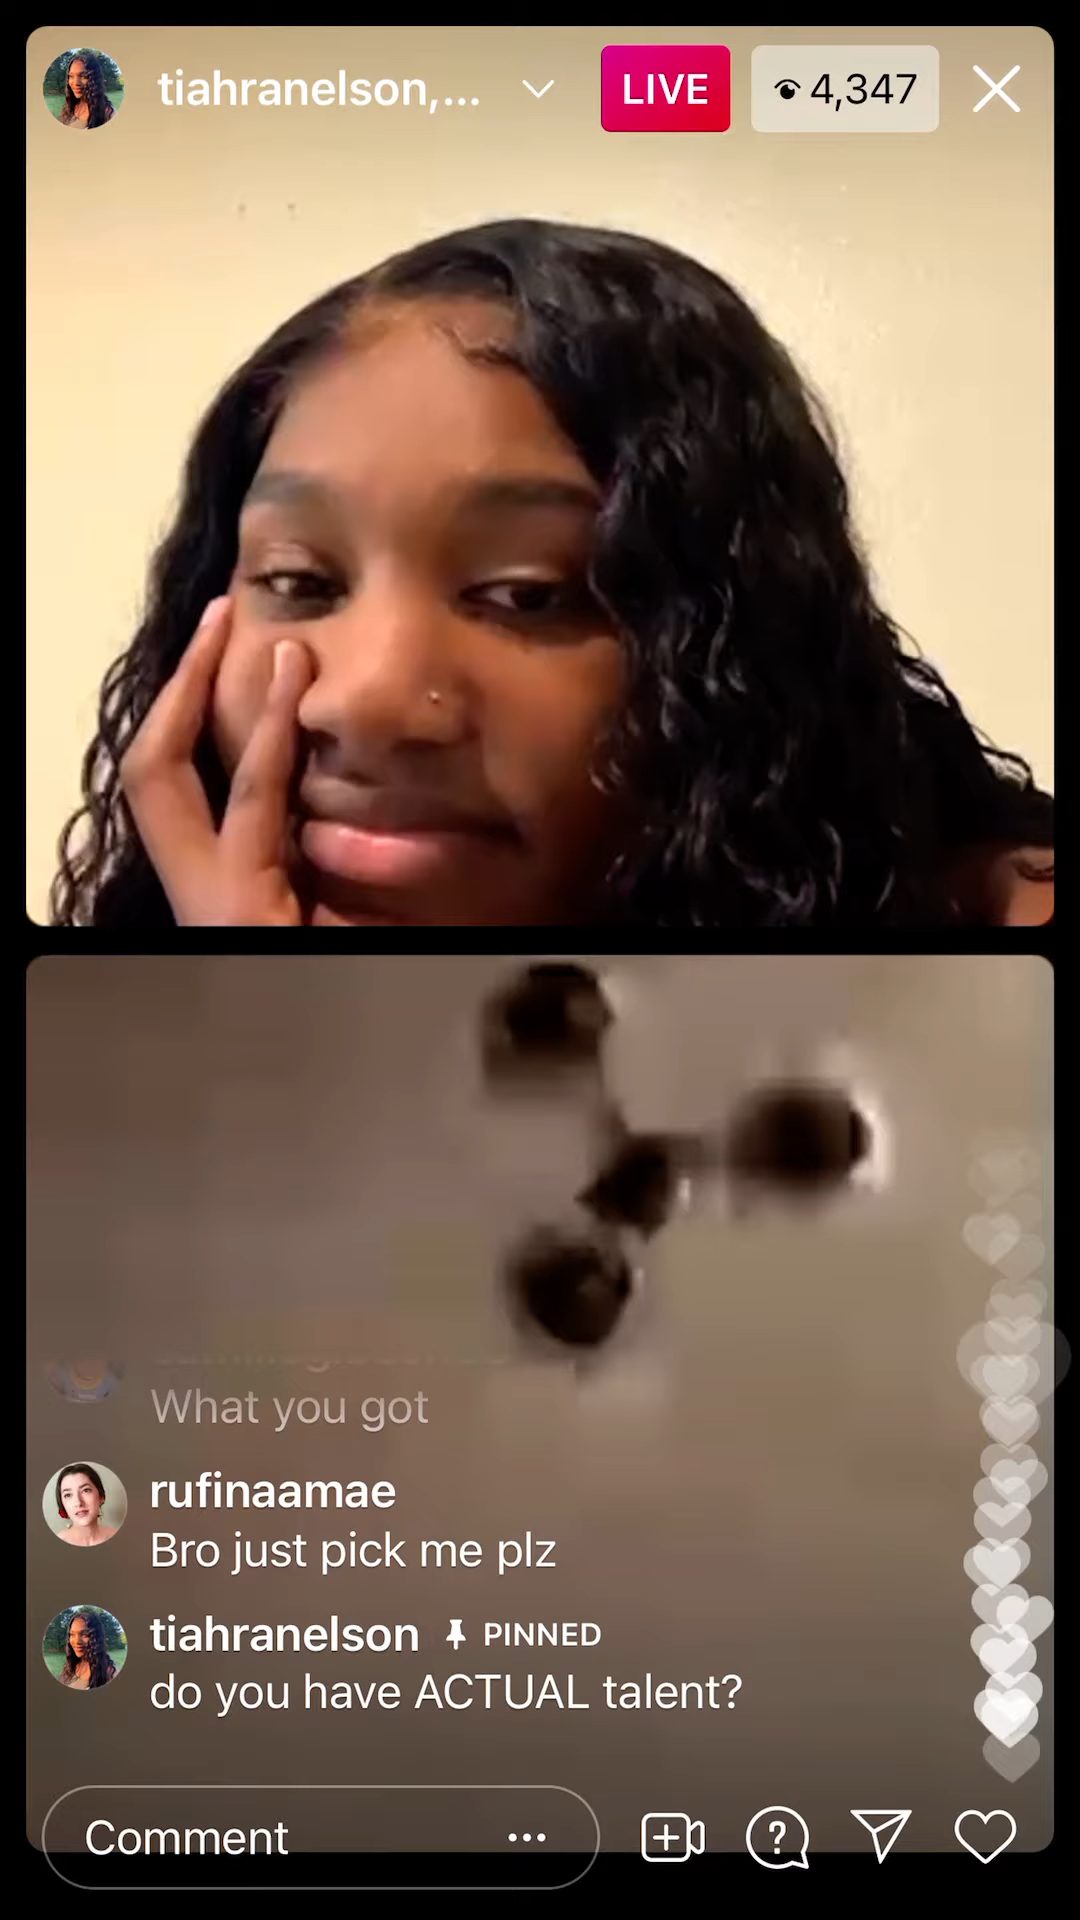 tiahranelson,...
LIVE
4,347
What you got
rufinaamae
Bro just pick me plz
tiahranelson PINNED
do you have ACTUAL talent?
Comment